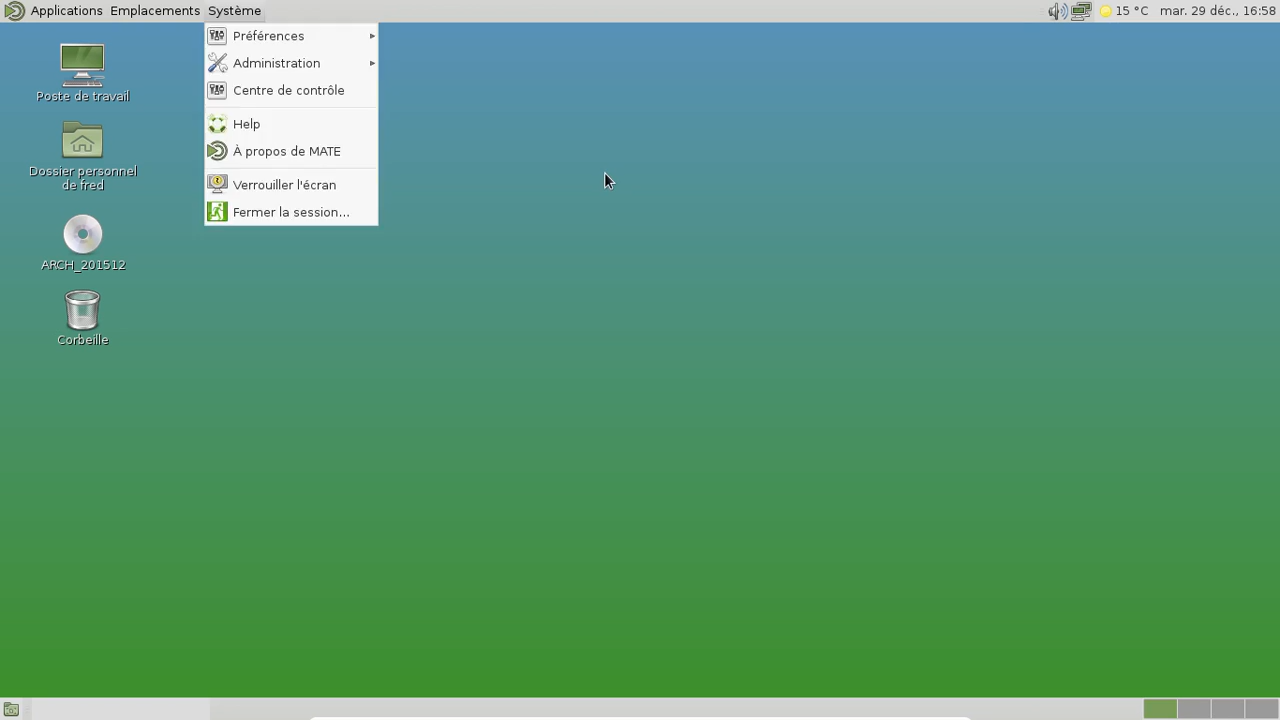 Applications Emplacements Système
15 °C mar. 29 déc., 16:58
Préférences
Administration
Centre de contrôle
Help
À propos de MATE
Verrouiller l'écran
Fermer la session...
Poste de travail
Dossier personnel
de fred
ARCH_201512
Corbeille